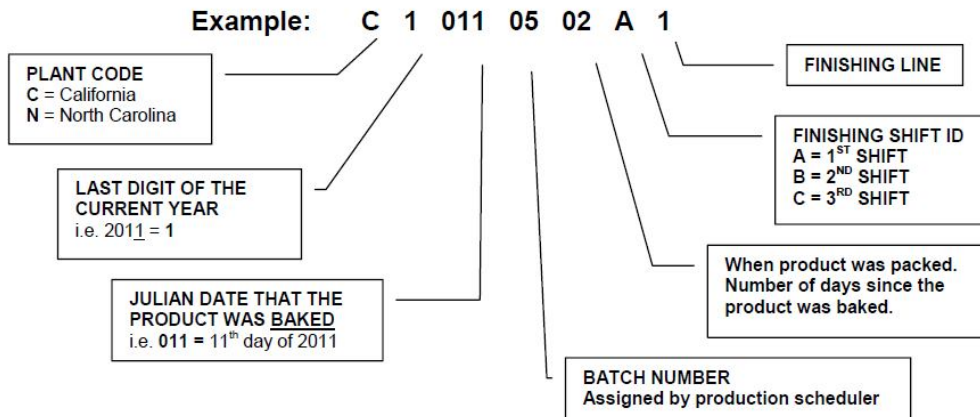 Example: C 1 011 05 02 A 1
PLANT CODE
C = California
N = North Carolina
FINISHING LINE
FINISHING SHIFT ID
A = 1ST SHIFT
B = 2ND SHIFT
C = 3RD SHIFT
LAST DIGIT OF THE
CURRENT YEAR
i.e. 2011 = 1
When product was packed.
Number of days since the
product was baked.
JULIAN DATE THAT THE
PRODUCT WAS BAKED
i.e. 011 = 11th day of 2011
BATCH NUMBER
Assigned by production scheduler